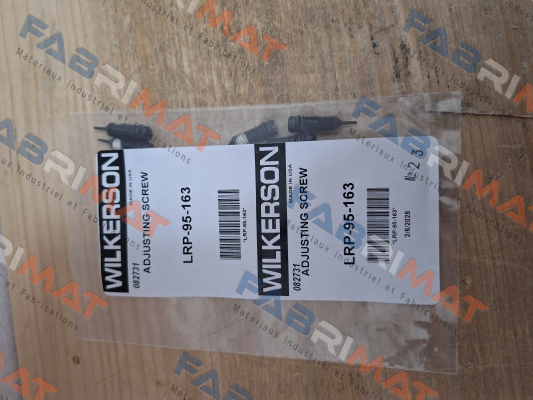 WILKERSON
MADE IN USA
082731
ADJUSTING SCREW
LRP-95-163
"LRP-95-163"
WILKERSON
MADE IN USA
082731
ADJUSTING SCREW
LRP-95-163
"LRP-95-163"
2/6/2025
FABRIMAT
Matériaux Industriel et Fabrications